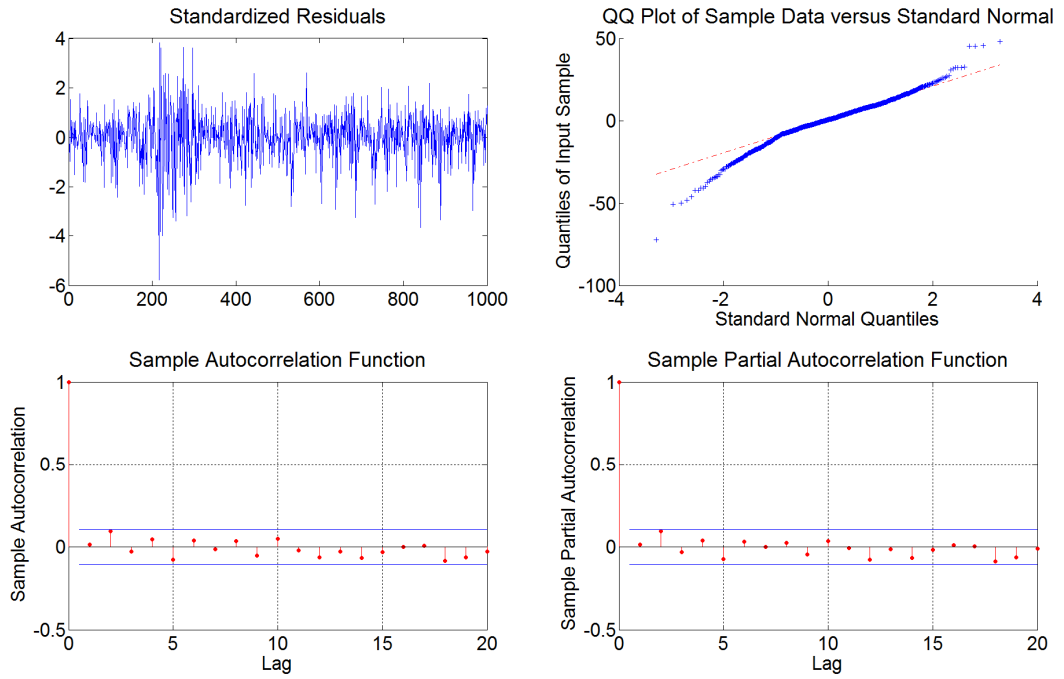 Standardized Residuals
4
2
0
-2
-4
-6
0 200 400 600 800 1000
QQ Plot of Sample Data versus Standard Normal
Quantiles of Input Sample
50
0
-50
-100
-4 -2 0 2 4
Standard Normal Quantiles
Sample Autocorrelation Function
Sample Autocorrelation
1
0.5
0
-0.5
0 5 10 15 20
Lag
Sample Partial Autocorrelation Function
Sample Partial Autocorrelation
1
0.5
0
-0.5
0 5 10 15 20
Lag